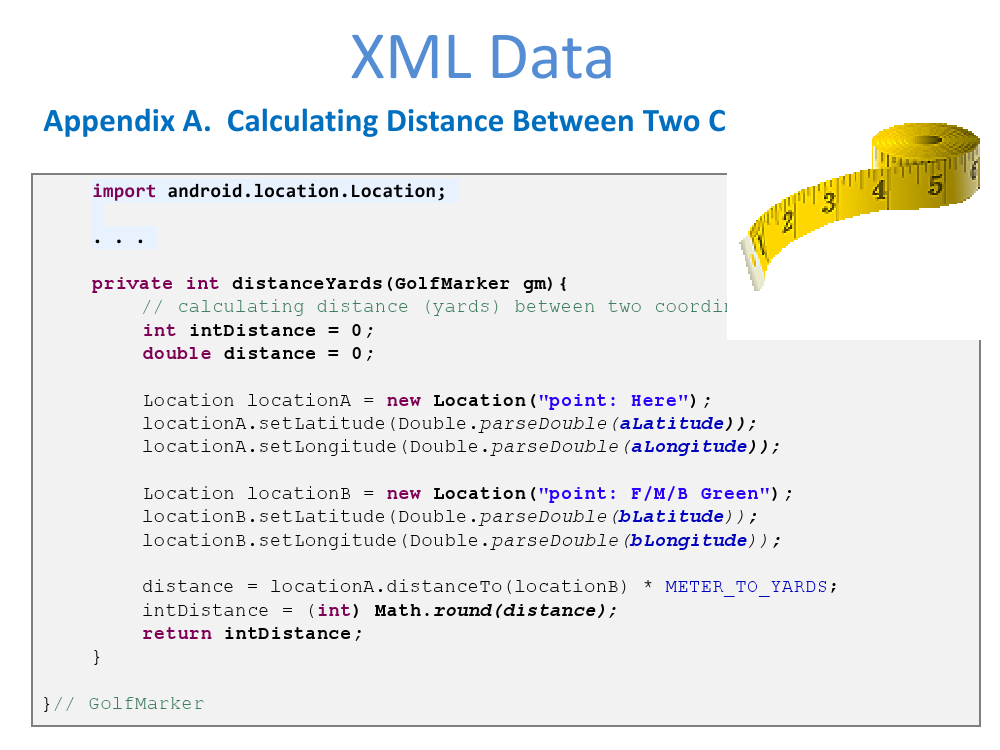 XML Data
Appendix A. Calculating Distance Between Two C
import android.location.Location;
. . .
private int distanceYards(GolfMarker gm){
// calculating distance (yards) between two coordin
int intDistance = 0;
double distance = 0;
Location locationA = new Location("point: Here");
locationA.setLatitude(Double.parseDouble(aLatitude));
locationA.setLongitude(Double.parseDouble(aLongitude));
Location locationB = new Location("point: F/M/B Green");
locationB.setLatitude(Double.parseDouble(bLatitude));
locationB.setLongitude(Double.parseDouble(bLongitude));
distance = locationA.distanceTo(locationB) * METER_TO_YARDS;
intDistance = (int) Math.round(distance);
return intDistance;
}
}// GolfMarker
1 2 3 4 5 6